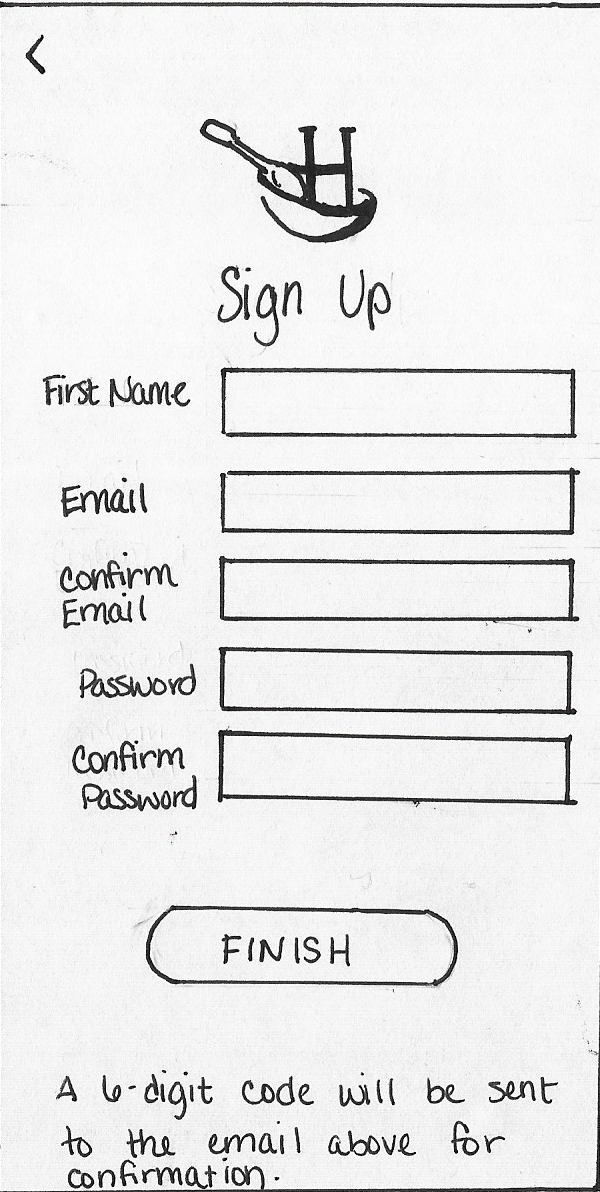 <
H
Sign Up
First Name
Email
Confirm
Email
Password
Confirm
Password
FINISH
A 6-digit code will be sent
to the email above for
confirmation.